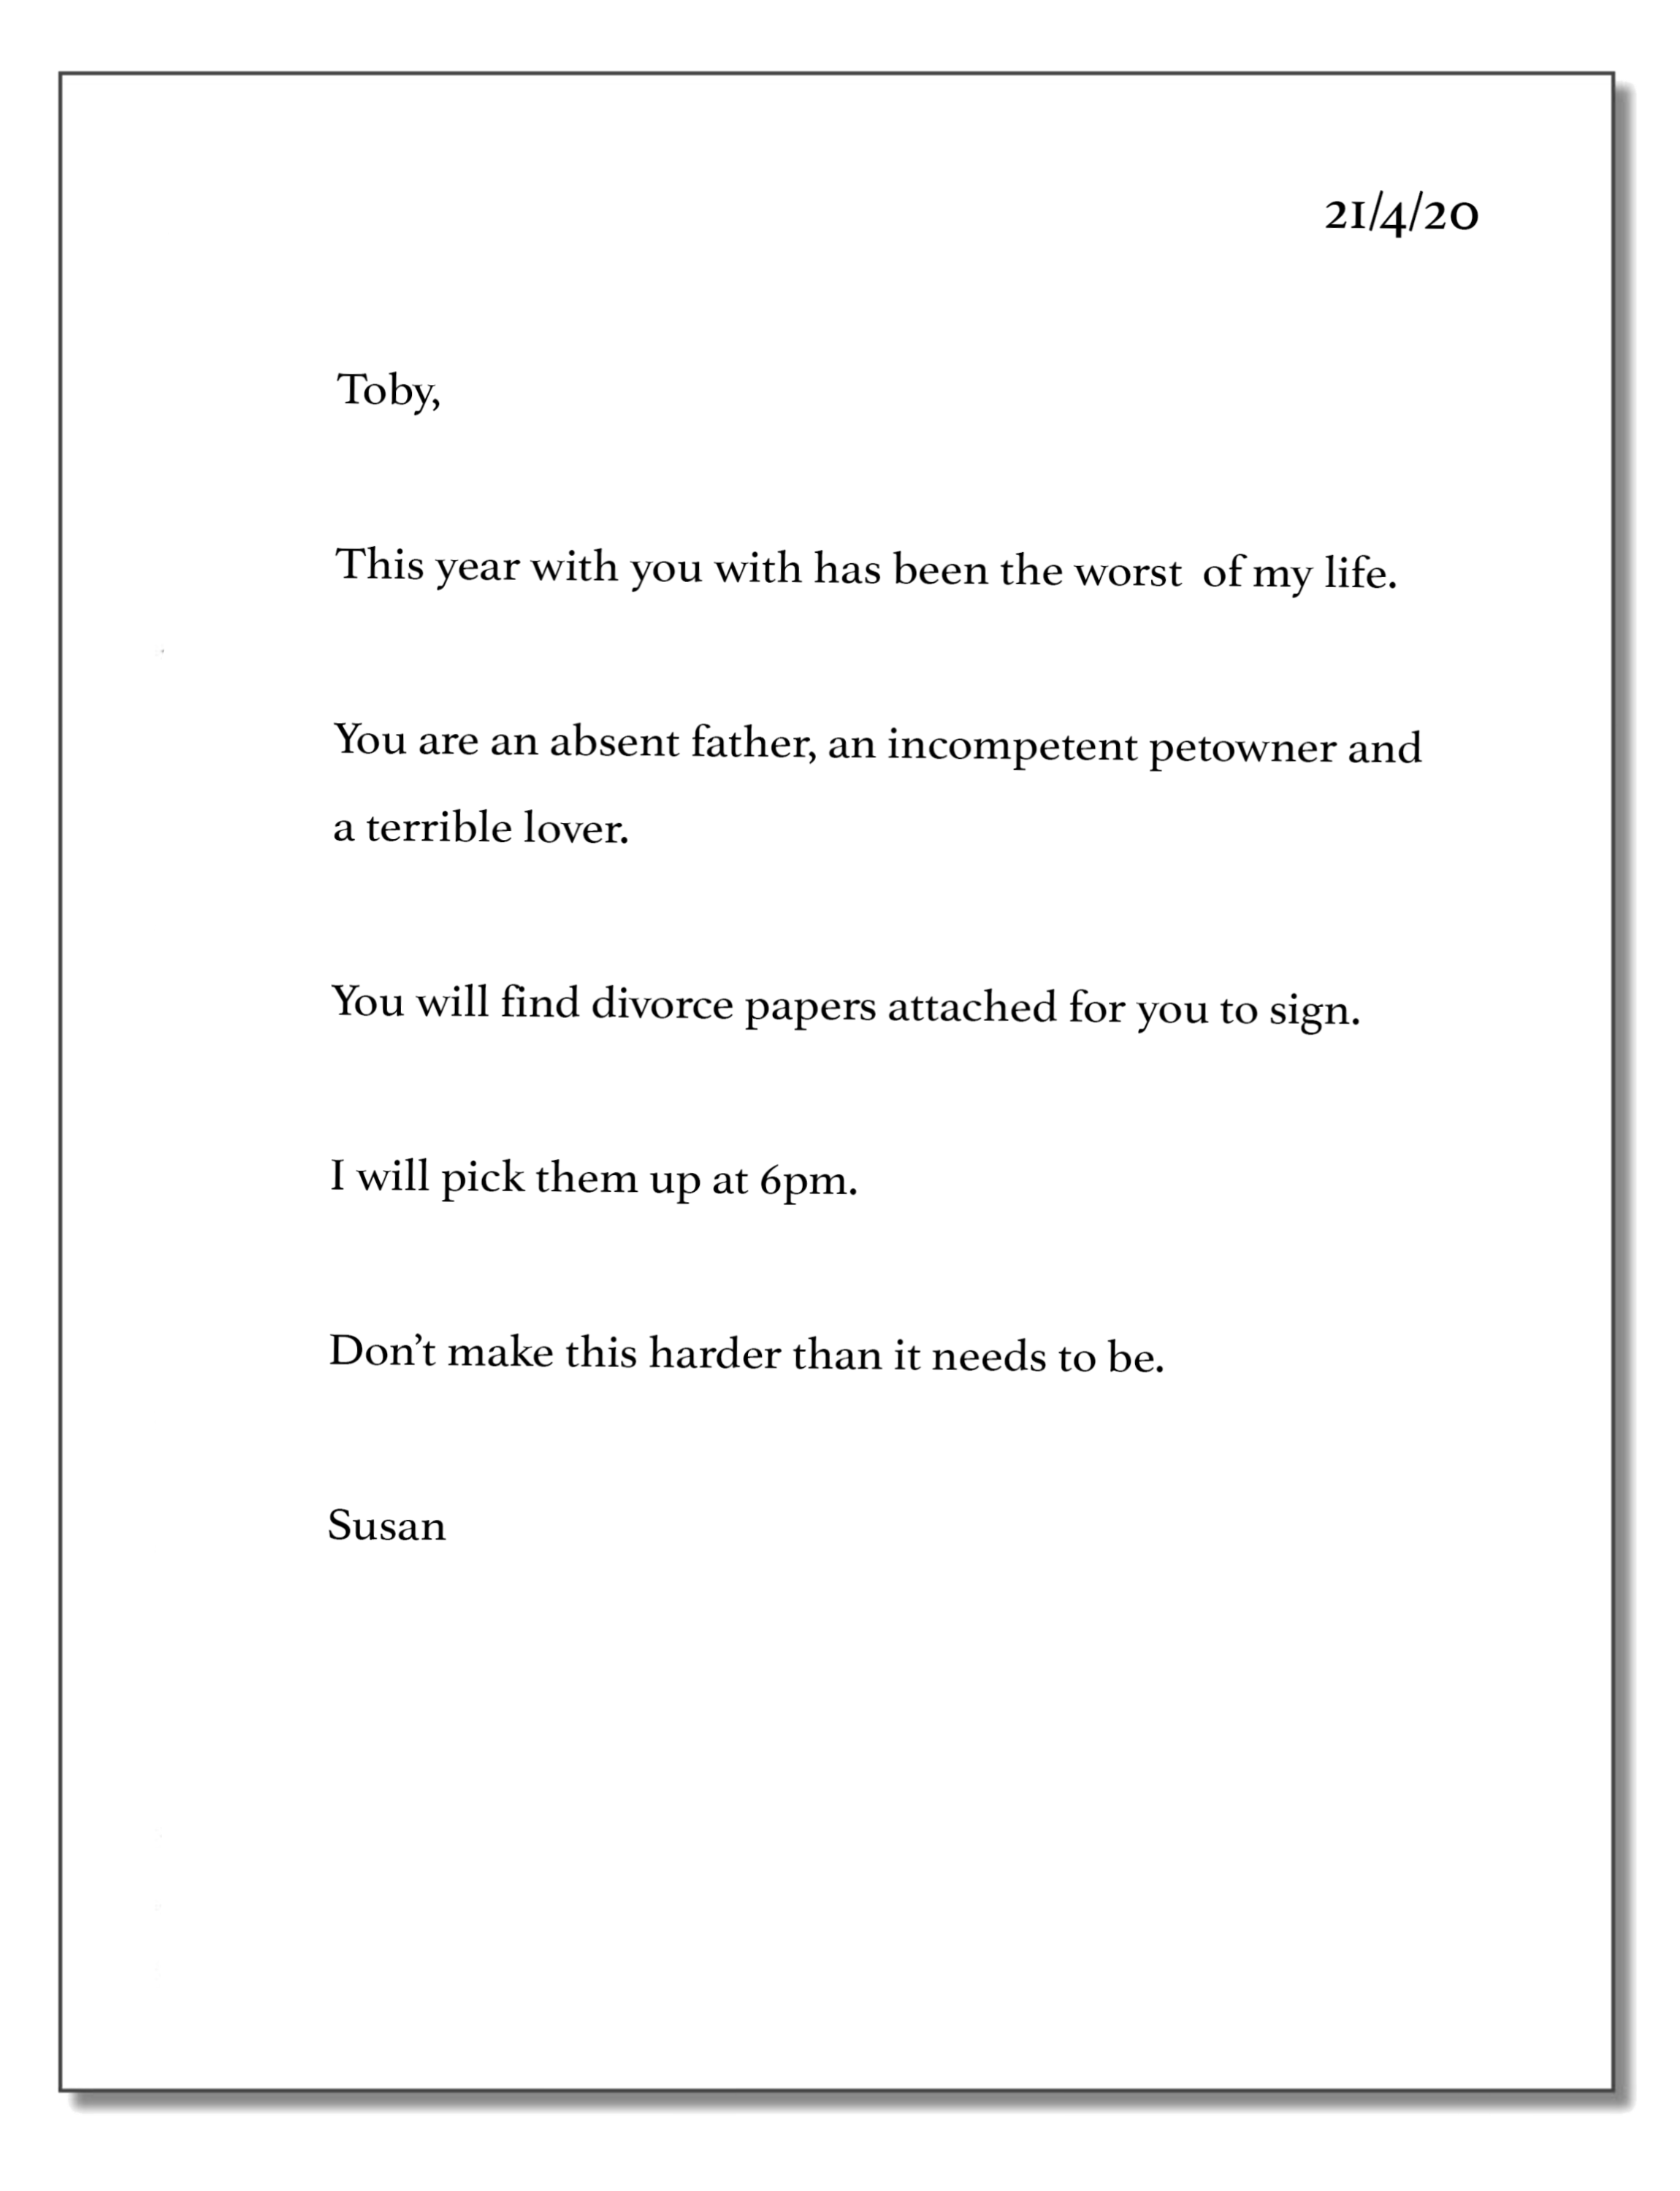 21/4/20
Toby,
This year with you with has been the worst  of my life.
You are an absent father, an incompetent petowner and
a terrible lover.
You will find divorce papers attached for you to sign.
I will pick them up at 6pm.
Don’t make this harder than it needs to be.
Susan